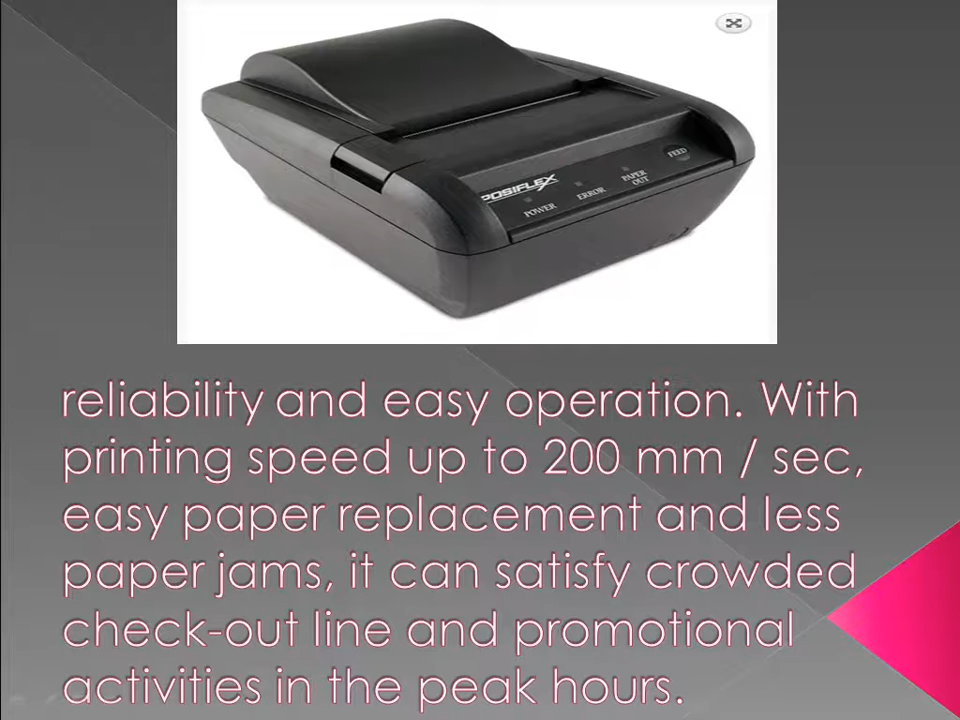 POSIFLEX
POWER
ERROR
PAPER
OUT
FEED
reliability and easy operation. With
printing speed up to 200 mm / sec,
easy paper replacement and less
paper jams, it can satisfy crowded
check-out line and promotional
activities in the peak hours.